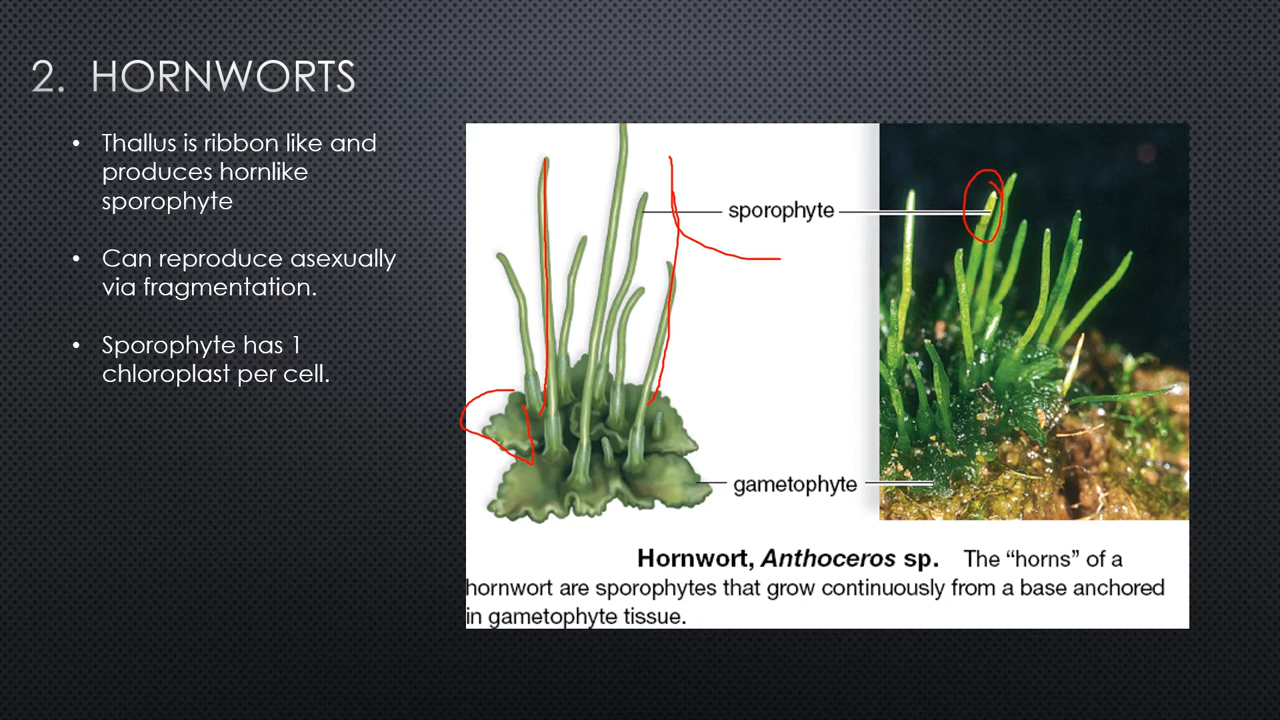 2. HORNWORTS
• Thallus is ribbon like and
produces hornlike
sporophyte
• Can reproduce asexually
via fragmentation.
• Sporophyte has 1
chloroplast per cell.
sporophyte
gametophyte
Hornwort, Anthoceros sp. The “horns” of a
hornwort are sporophytes that grow continuously from a base anchored
in gametophyte tissue.